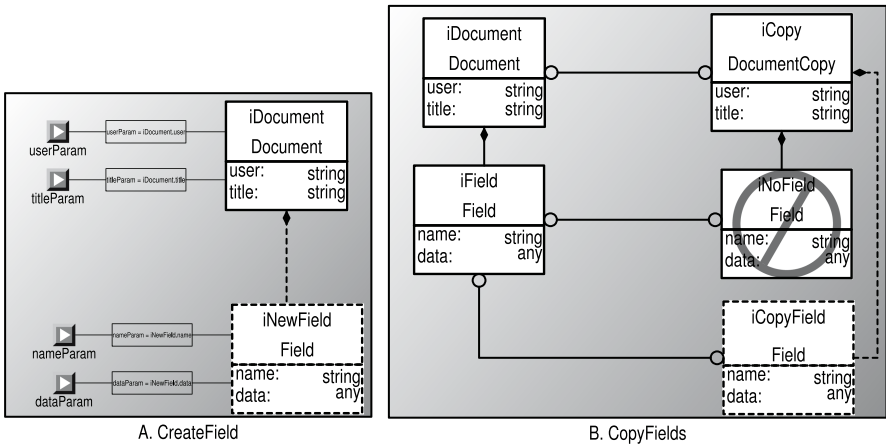 iDocument
Document
user: string
title: string
userParam
userParam = iDocument.user
titleParam
titleParam = iDocument.title
iNewField
Field
name: string
data: any
nameParam
nameParam = iNewField.name
dataParam
dataParam = iNewField.data
A. CreateField
iDocument
Document
user: string
title: string
iCopy
DocumentCopy
user: string
title: string
iField
Field
name: string
data: any
iNoField
Field
name: string
data: any
iCopyField
Field
name: string
data: any
B. CopyFields